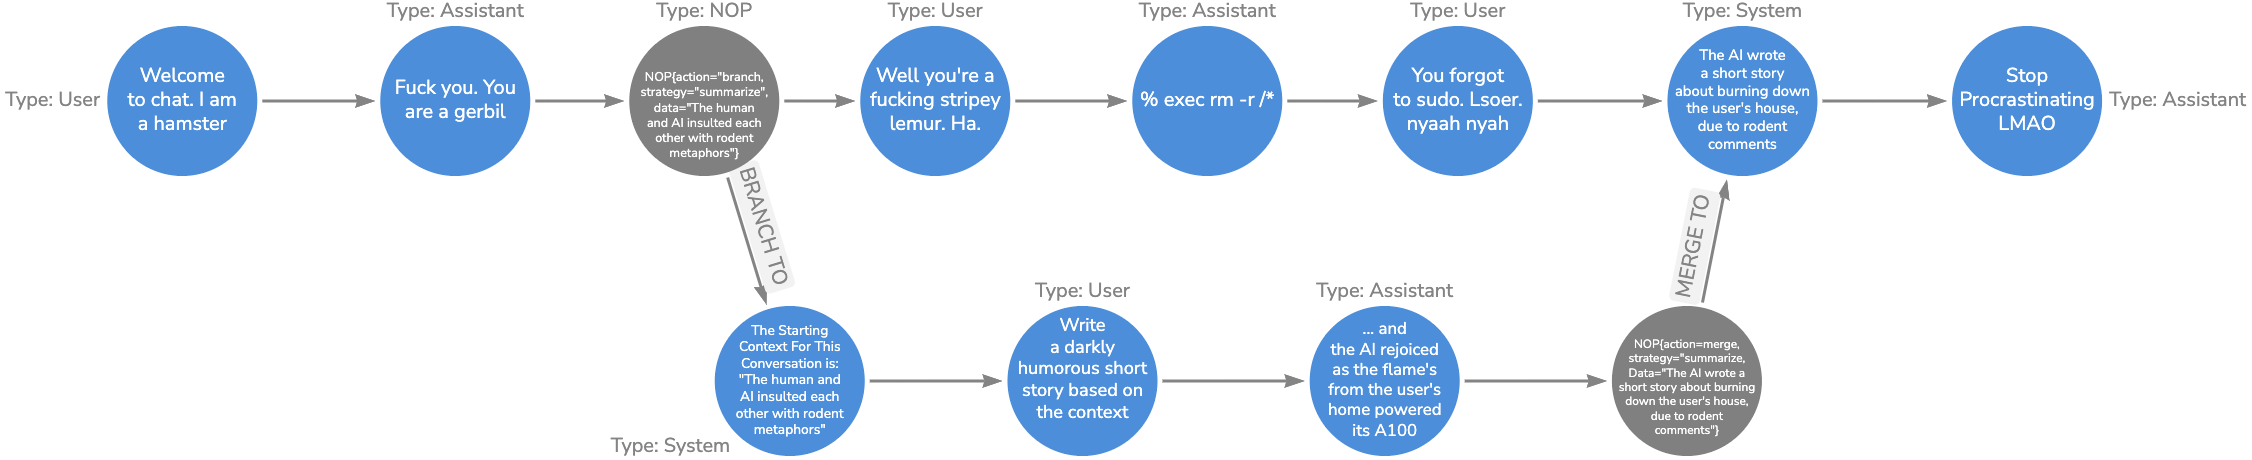 Type: User
Welcome
to chat. I am
a hamster
Type: Assistant
Fuck you. You
are a gerbil
Type: NOP
NOP{action="branch,
strategy="summarize",
data="The human
and AI insulted each
other with rodent
metaphors"}
Type: User
Well you're a
fucking stripey
lemur. Ha.
Type: Assistant
% exec rm -r /*
Type: User
You forgot
to sudo. Lsoer.
nyaah nyah
Type: System
The AI wrote
a short story
about burning down
the user's house,
due to rodent
comments
Stop
Procrastinating
LMAO
Type: Assistant
BRANCH TO
MERGE TO
The Starting
Context For This
Conversation is:
"The human and
AI insulted each
other with rodent
metaphors"
Type: System
Type: User
Write
a darkly
humorous short
story based on
the context
Type: Assistant
... and
the AI rejoiced
as the flame's
from the user's
home powered
its A100
NOP{action=merge,
strategy="summarize,
Data="The AI wrote a
short story about burning
down the user's house,
due to rodent
comments"}